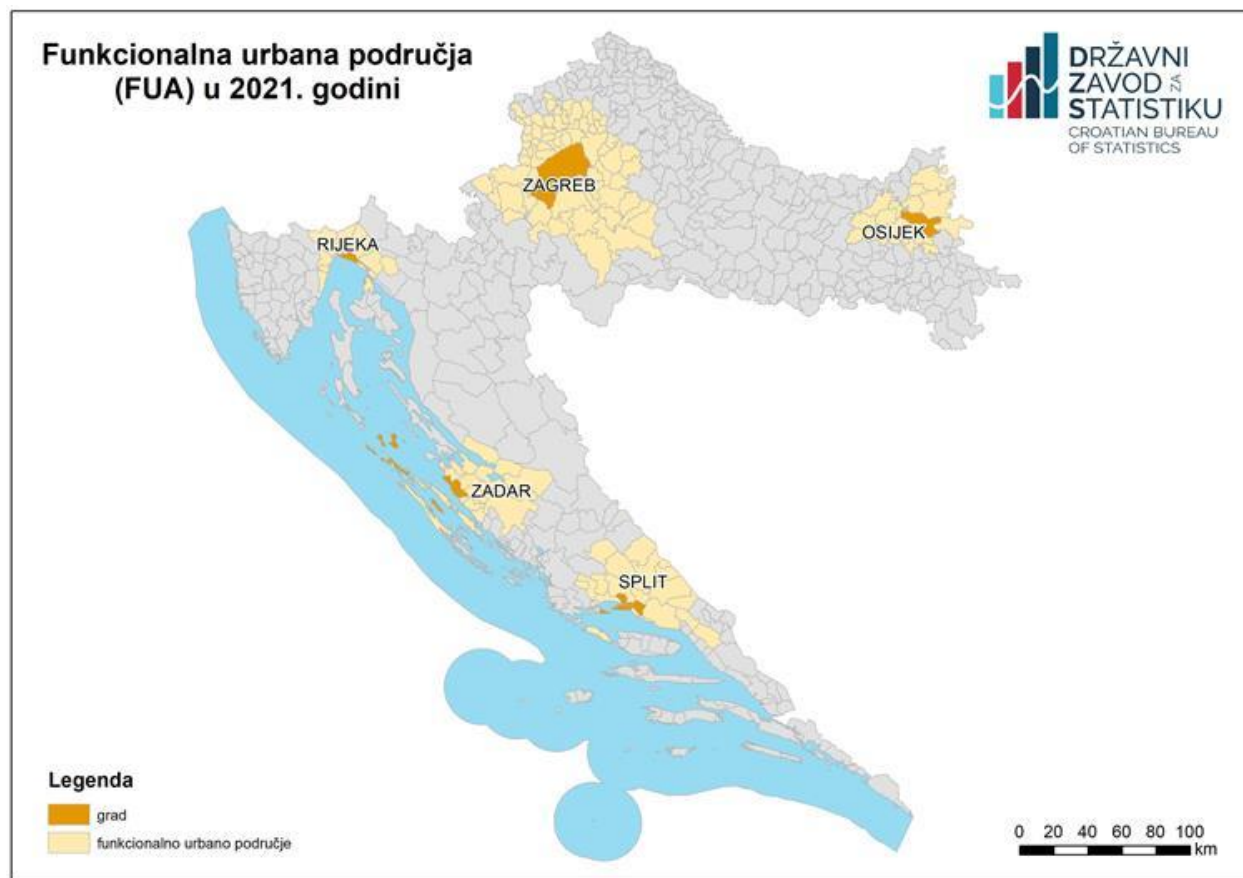 Funkcionalna urbana područja
(FUA) u 2021. godini
DRŽAVNI
ZAVOD ZA
STATISTIKU
CROATIAN BUREAU
OF STATISTICS
ZAGREB
OSIJEK
RIJEKA
ZADAR
SPLIT
Legenda
grad
funkcionalno urbano područje
0 20 40 60 80 100
km